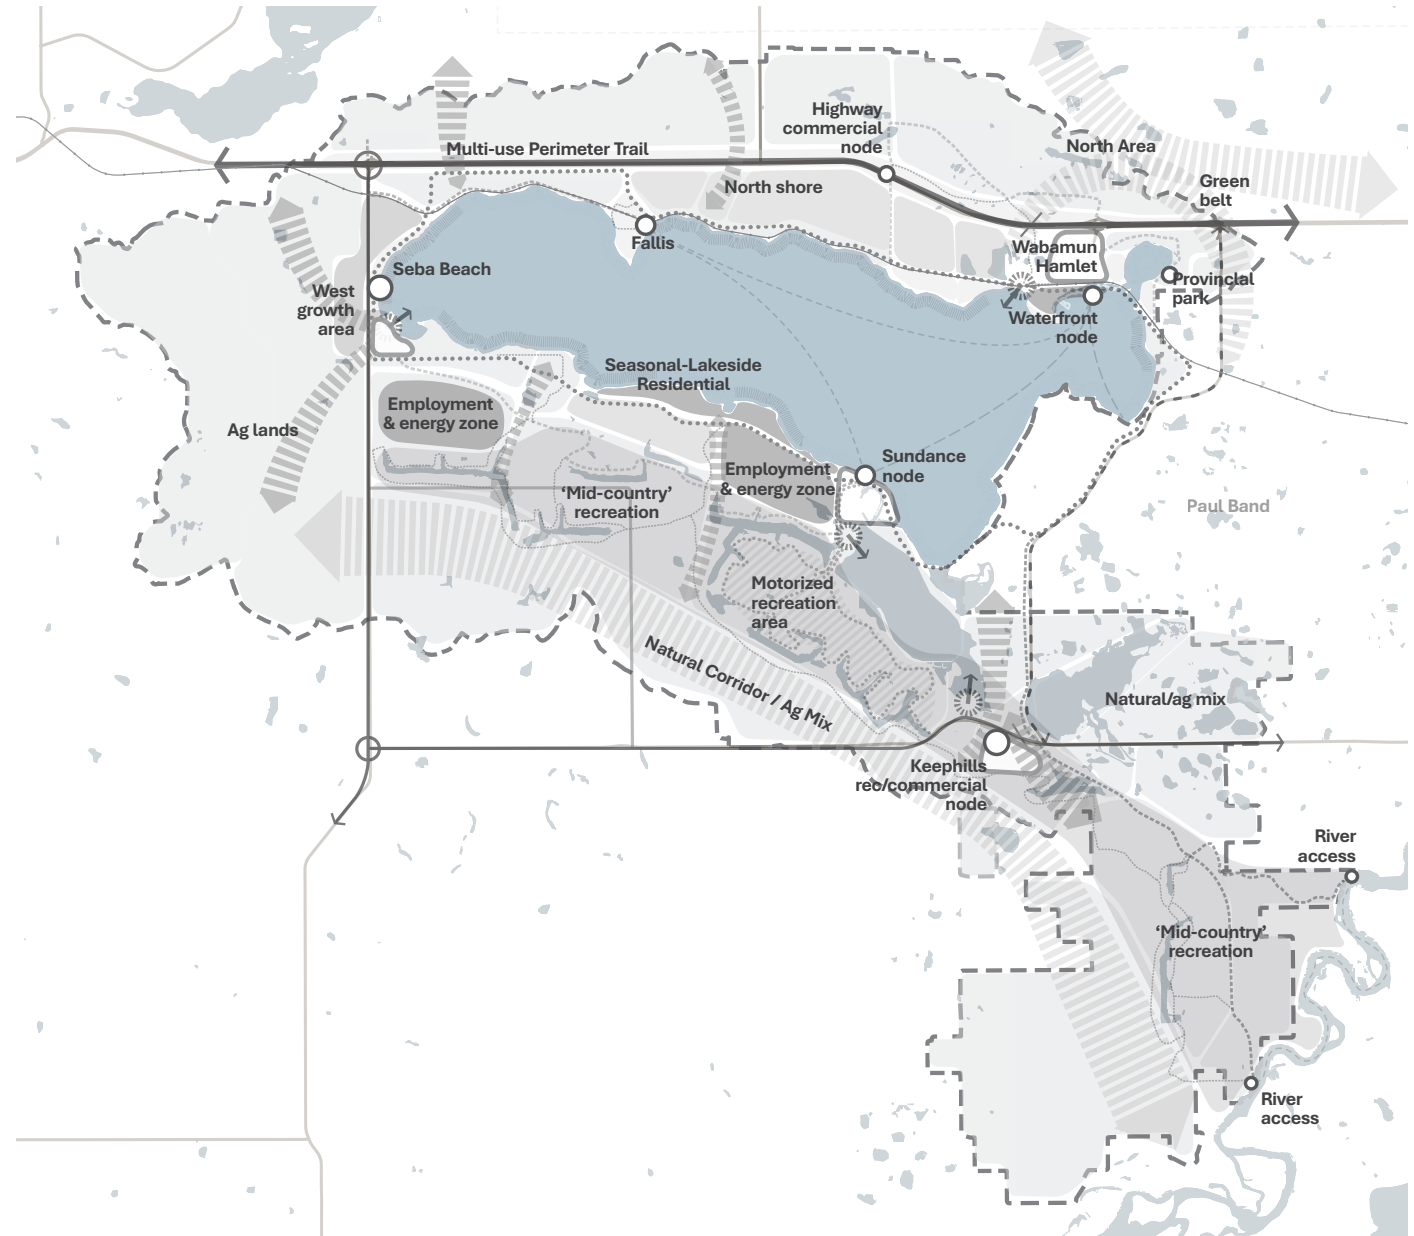 Highway
commercial
node
Multi-use Perimeter Trail
North Area
North shore
Green
belt
Fallis
Wabamun
Hamlet
Seba Beach
Provincial
park
West
growth
area
Waterfront
node
Seasonal-Lakeside
Residential
Employment
& energy zone
Ag lands
Sundance
node
Employment
& energy zone
‘Mid-country’
recreation
Paul Band
Motorized
recreation
area
Natural Corridor / Ag Mix
Natural/ag mix
Keephills
rec/commercial
node
River
access
‘Mid-country’
recreation
River
access